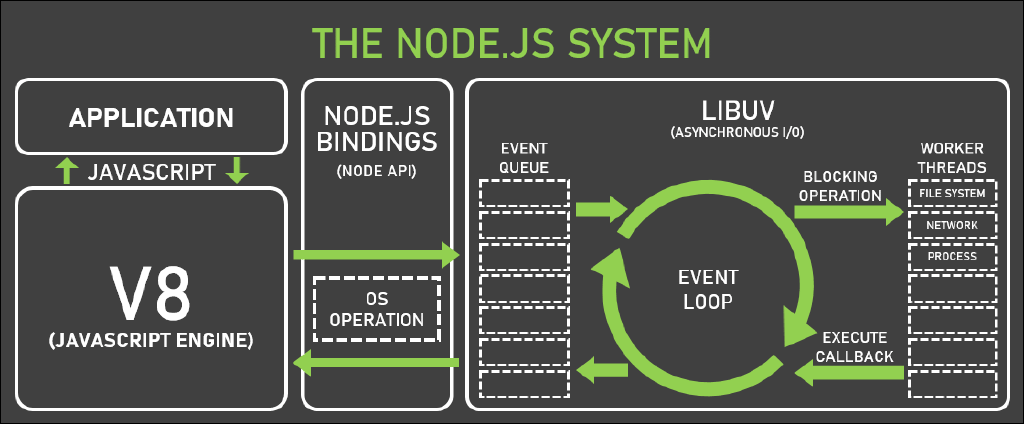 THE NODE.JS SYSTEM
APPLICATION
JAVASCRIPT
V8
(JAVASCRIPT ENGINE)
NODE.JS
BINDINGS
(NODE API)
OS
OPERATION
LIBUV
(ASYNCHRONOUS I/O)
EVENT
QUEUE
EVENT
LOOP
BLOCKING
OPERATION
EXECUTE
CALLBACK
WORKER
THREADS
FILE SYSTEM
NETWORK
PROCESS